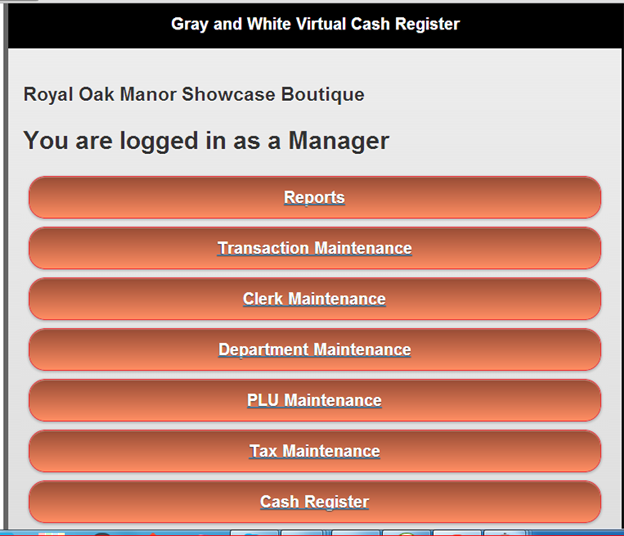 Gray and White Virtual Cash Register
Royal Oak Manor Showcase Boutique
You are logged in as a Manager
Reports
Transaction Maintenance
Clerk Maintenance
Department Maintenance
PLU Maintenance
Tax Maintenance
Cash Register